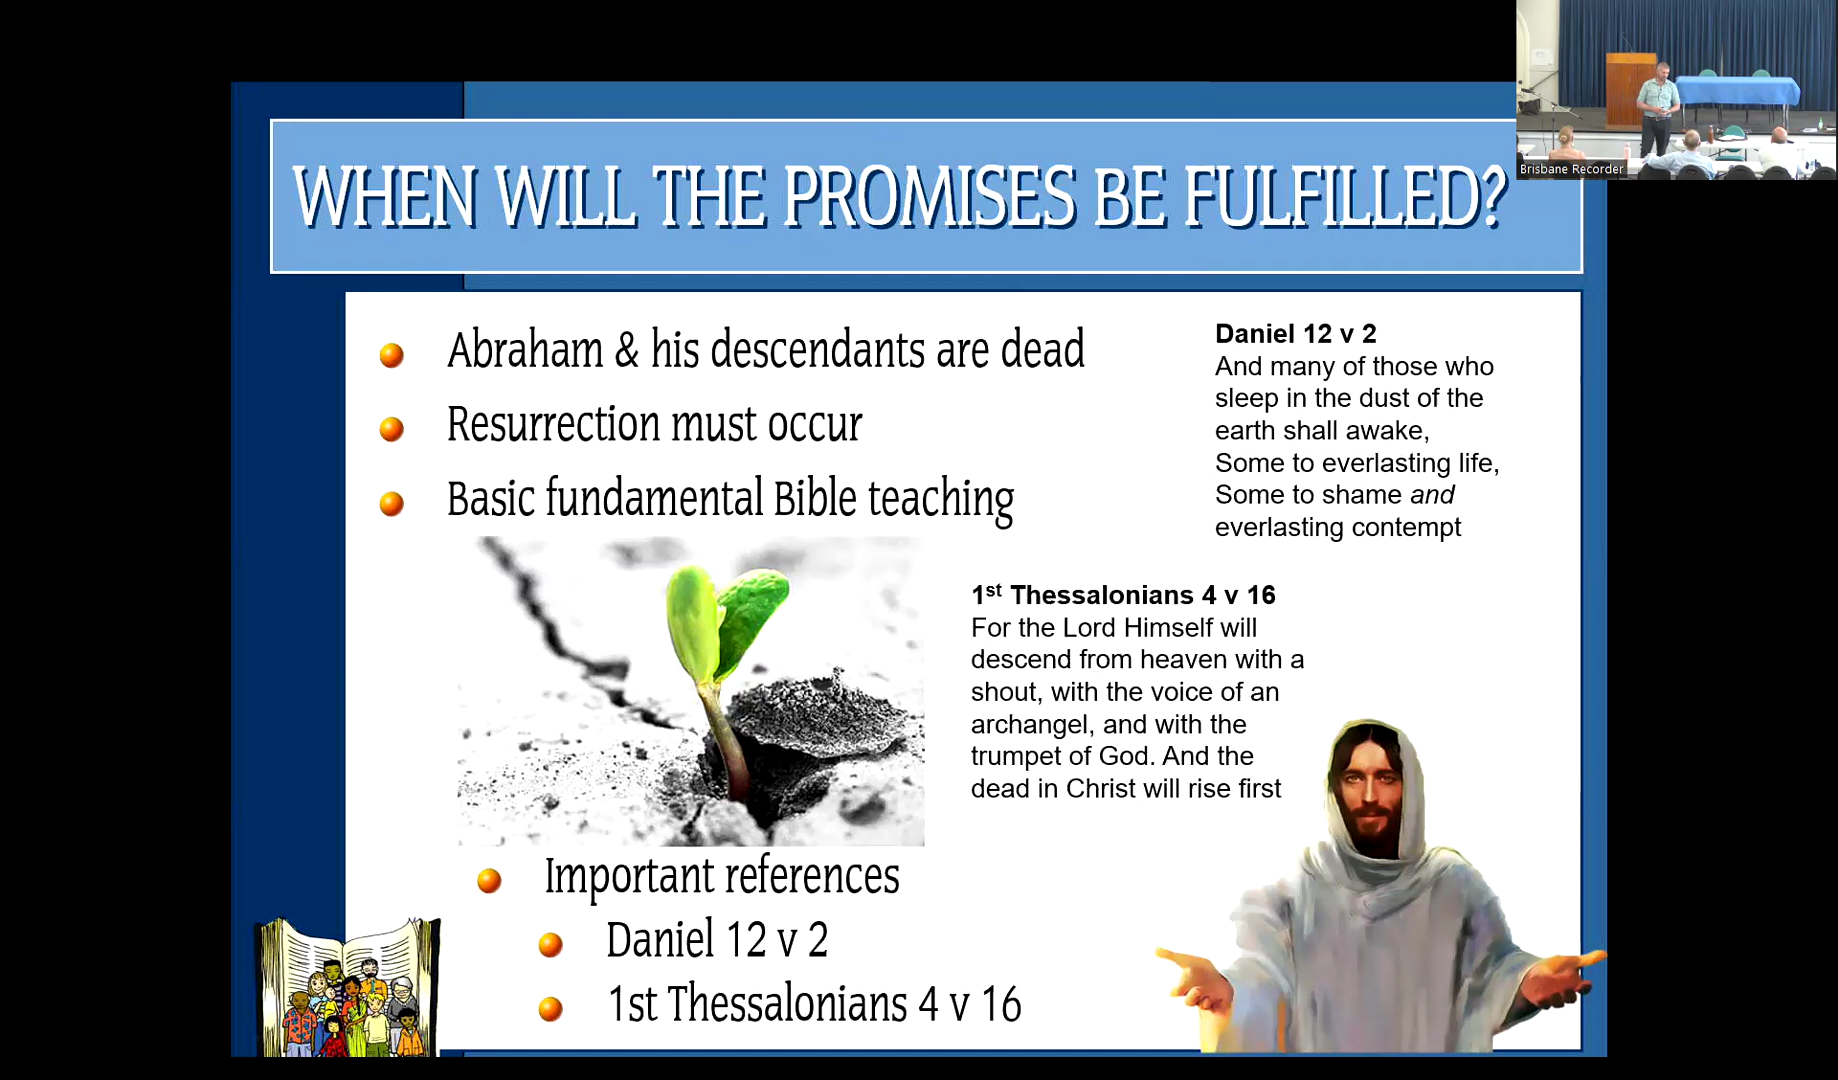 WHEN WILL THE PROMISES BE FULFILLED?
Brisbane Recorder
Abraham & his descendants are dead
Resurrection must occur
Basic fundamental Bible teaching
Daniel 12 v 2
And many of those who
sleep in the dust of the
earth shall awake,
Some to everlasting life,
Some to shame and
everlasting contempt
1st Thessalonians 4 v 16
For the Lord Himself will
descend from heaven with a
shout, with the voice of an
archangel, and with the
trumpet of God. And the
dead in Christ will rise first
Important references
Daniel 12 v 2
1st Thessalonians 4 v 16